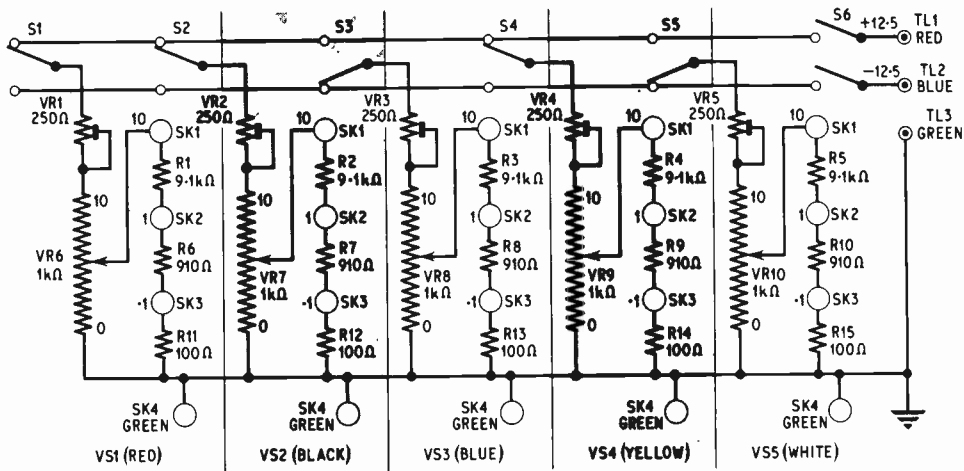 S1 S2 S3 S4 S5 S6 +12·5 TL1
RED
−12·5 TL2
BLUE
VR1
250Ω
VR2
250Ω
VR3
250Ω
VR4
250Ω
VR5
250Ω
TL3
GREEN
10 SK1
10 SK1
10 SK1
10 SK1
10 SK1
R1
9·1kΩ
R2
9·1kΩ
R3
9·1kΩ
R4
9·1kΩ
R5
9·1kΩ
10
10
10
10
10
1 SK2
1 SK2
1 SK2
1 SK2
1 SK2
VR6
1kΩ
R6
910Ω
VR7
1kΩ
R7
910Ω
VR8
1kΩ
R8
910Ω
VR9
1kΩ
R9
910Ω
VR10
1kΩ
R10
910Ω
·1 SK3
·1 SK3
·1 SK3
·1 SK3
·1 SK3
0
0
0
0
0
R11
100Ω
R12
100Ω
R13
100Ω
R14
100Ω
R15
100Ω
SK4
GREEN
SK4
GREEN
SK4
GREEN
SK4
GREEN
SK4
GREEN
VS1 (RED) VS2 (BLACK) VS3 (BLUE) VS4 (YELLOW) VS5 (WHITE)